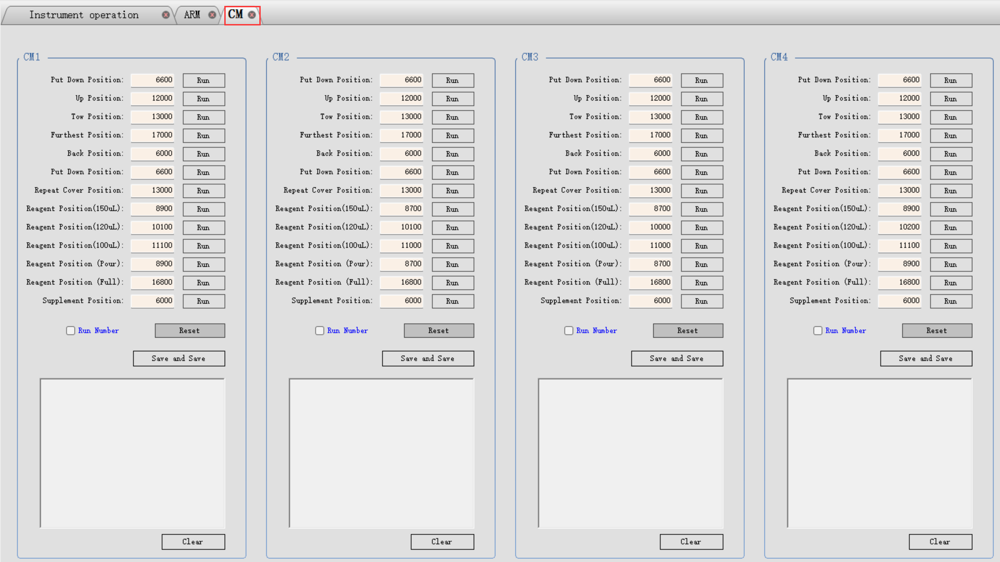 Instrument operation ARM CM
CM1
Put Down Position: 6600 Run
Up Position: 12000 Run
Tow Position: 13000 Run
Furthest Position: 17000 Run
Back Position: 6000 Run
Put Down Position: 6600 Run
Repeat Cover Position: 13000 Run
Reagent Position(150uL): 8900 Run
Reagent Position(120uL): 10100 Run
Reagent Position(100uL): 11100 Run
Reagent Position (Pour): 8900 Run
Reagent Position (Full): 16800 Run
Supplement Position: 6000 Run
Run Number Reset
Save and Save
Clear
CM2
Put Down Position: 6600 Run
Up Position: 12000 Run
Tow Position: 13000 Run
Furthest Position: 17000 Run
Back Position: 6000 Run
Put Down Position: 6600 Run
Repeat Cover Position: 13000 Run
Reagent Position(150uL): 8700 Run
Reagent Position(120uL): 10100 Run
Reagent Position(100uL): 11000 Run
Reagent Position (Pour): 8700 Run
Reagent Position (Full): 16800 Run
Supplement Position: 6000 Run
Run Number Reset
Save and Save
Clear
CM3
Put Down Position: 6600 Run
Up Position: 12000 Run
Tow Position: 13000 Run
Furthest Position: 17000 Run
Back Position: 6000 Run
Put Down Position: 6600 Run
Repeat Cover Position: 13000 Run
Reagent Position(150uL): 8700 Run
Reagent Position(120uL): 10000 Run
Reagent Position(100uL): 11000 Run
Reagent Position (Pour): 8700 Run
Reagent Position (Full): 16800 Run
Supplement Position: 6000 Run
Run Number Reset
Save and Save
Clear
CM4
Put Down Position: 6600 Run
Up Position: 12000 Run
Tow Position: 13000 Run
Furthest Position: 17000 Run
Back Position: 6000 Run
Put Down Position: 6600 Run
Repeat Cover Position: 13000 Run
Reagent Position(150uL): 8900 Run
Reagent Position(120uL): 10200 Run
Reagent Position(100uL): 11100 Run
Reagent Position (Pour): 8900 Run
Reagent Position (Full): 16800 Run
Supplement Position: 6000 Run
Run Number Reset
Save and Save
Clear